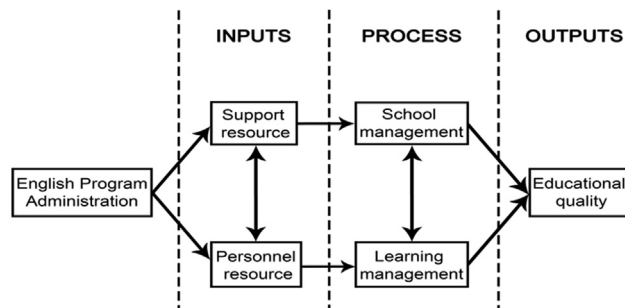 INPUTS
PROCESS
OUTPUTS
Support
resource
School
management
English Program
Administration
Educational
quality
Personnel
resource
Learning
management